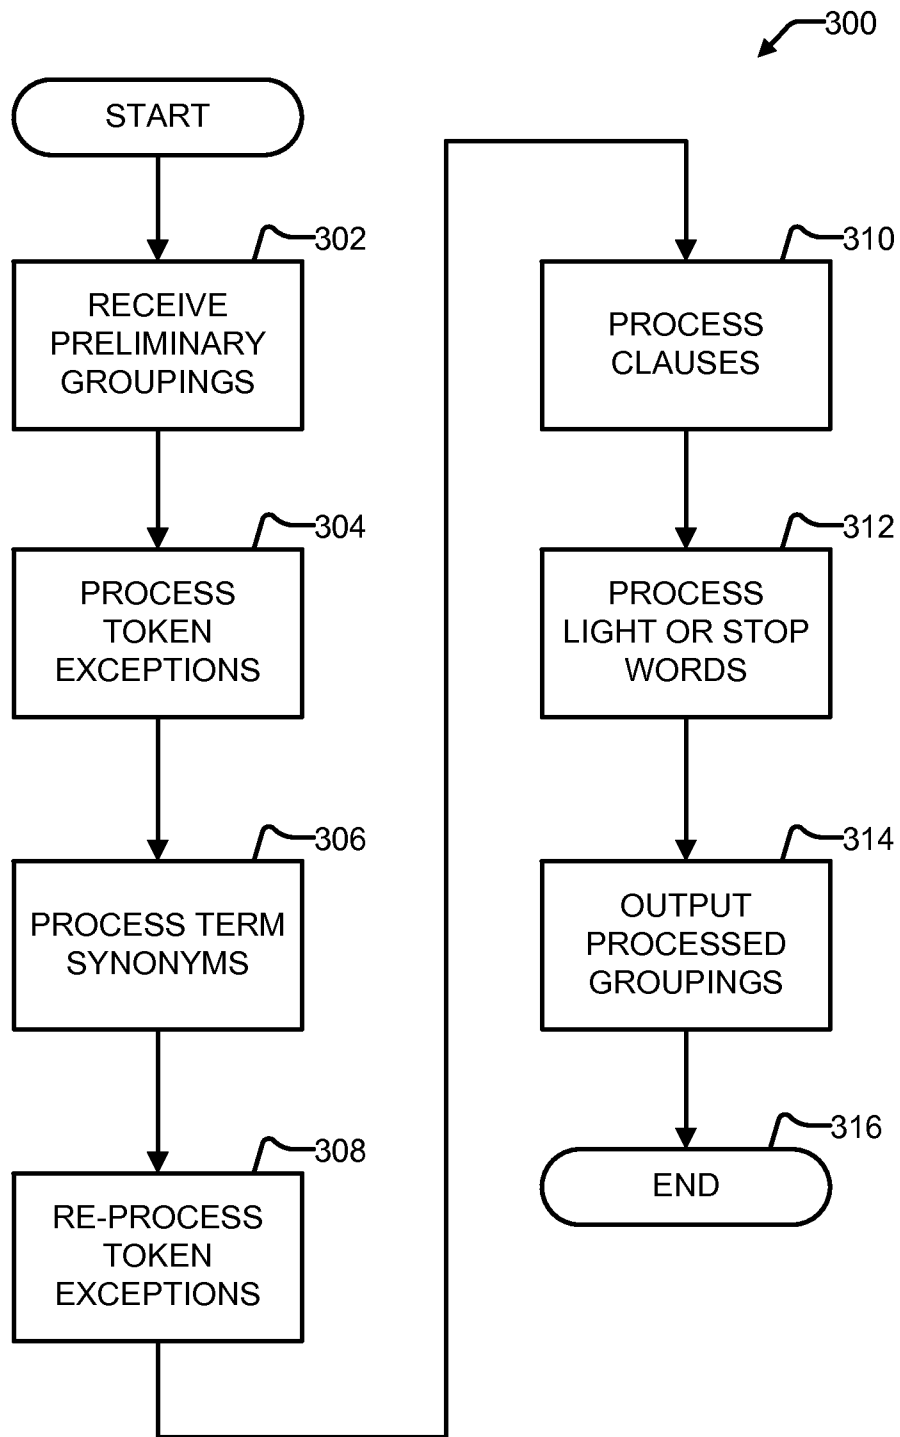 300
START
302
RECEIVE
PRELIMINARY
GROUPINGS
304
PROCESS
TOKEN
EXCEPTIONS
306
PROCESS TERM
SYNONYMS
308
RE-PROCESS
TOKEN
EXCEPTIONS
310
PROCESS
CLAUSES
312
PROCESS
LIGHT OR STOP
WORDS
314
OUTPUT
PROCESSED
GROUPINGS
316
END